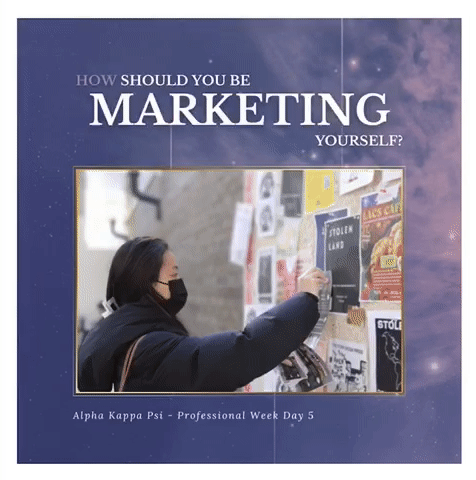 HOW SHOULD YOU BE
MARKETING
YOURSELF?
STOLEN
LAND
Alpha Kappa Psi - Professional Week Day 5